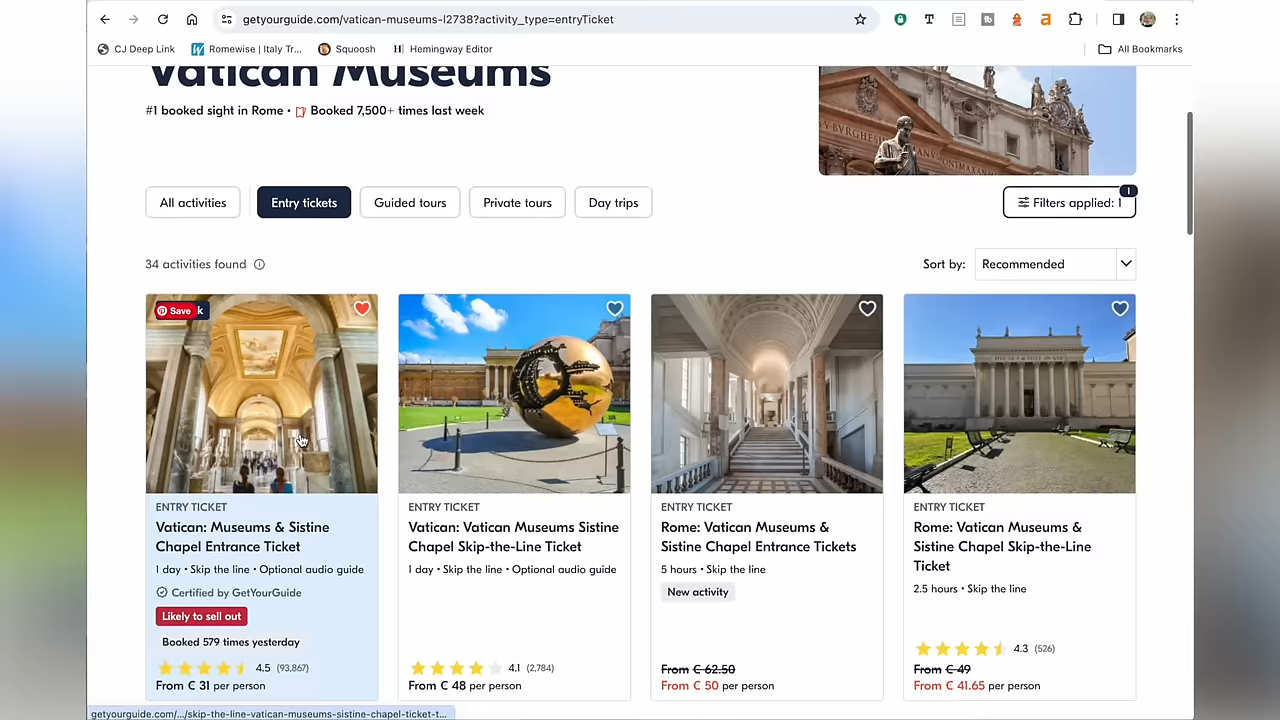 getyourguide.com/vatican-museums-l2738?activity_type=entryTicket
CJ Deep Link
Romewise | Italy Tr...
Squoosh
Hemingway Editor
All Bookmarks
Vatican Museums
#1 booked sight in Rome • Booked 7,500+ times last week
All activities
Entry tickets
Guided tours
Private tours
Day trips
Filters applied: 1
1
34 activities found
Sort by:
Recommended
Save
k
ENTRY TICKET
Vatican: Museums & Sistine
Chapel Entrance Ticket
1 day • Skip the line • Optional audio guide
Certified by GetYourGuide
Likely to sell out
Booked 579 times yesterday
4.5 (93,867)
From € 31 per person
ENTRY TICKET
Vatican: Vatican Museums Sistine
Chapel Skip-the-Line Ticket
1 day • Skip the line • Optional audio guide
4.1 (2,784)
From € 48 per person
ENTRY TICKET
Rome: Vatican Museums &
Sistine Chapel Entrance Tickets
5 hours • Skip the line
New activity
From € 62.50
From € 50 per person
ENTRY TICKET
Rome: Vatican Museums &
Sistine Chapel Skip-the-Line
Ticket
2.5 hours • Skip the line
4.3 (526)
From € 49
From € 41.65 per person
getyourguide.com/.../skip-the-line-vatican-museums-sistine-chapel-ticket-t...